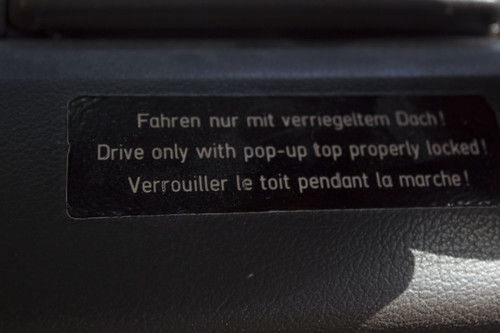 Fahren nur mit verriegeltem Dach!
Drive only with pop-up top properly locked!
Verrouiller le toit pendant la marche!